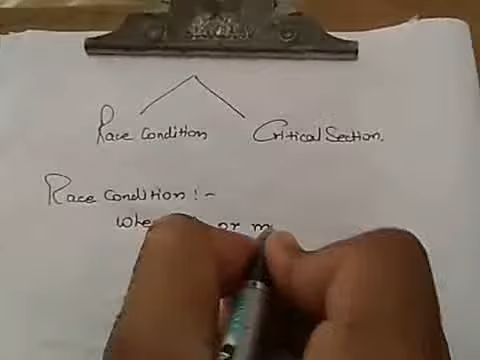 Race Condition Critical Section.
Race Condition :-
or m